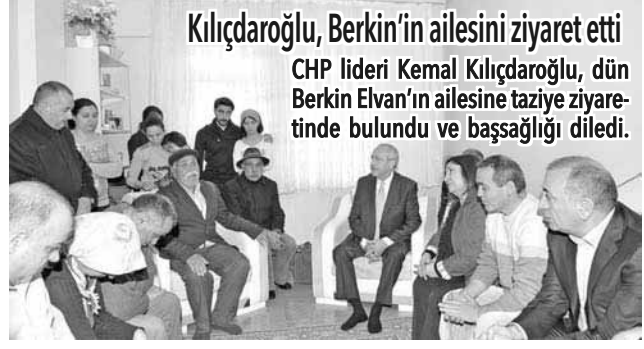 Kılıçdaroğlu, Berkin’in ailesini ziyaret etti
CHP lideri Kemal Kılıçdaroğlu, dün
Berkin Elvan’ın ailesine taziye ziyare-
tinde bulundu ve başsağlığı diledi.